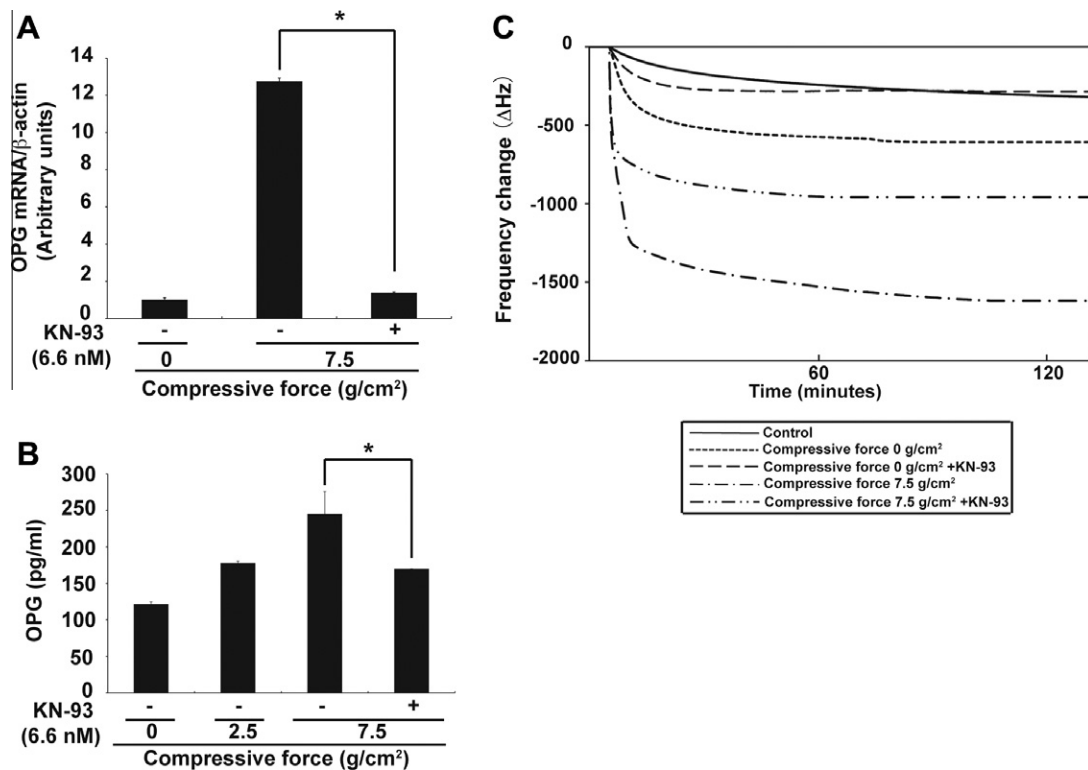 A
*
OPG mRNA/β-actin
(Arbitrary units)
14
12
10
8
6
4
2
0
KN-93 - - +
(6.6 nM) 0 7.5
Compressive force (g/cm²)
B
*
OPG (pg/ml)
300
250
200
150
100
50
0
KN-93 - - - +
(6.6 nM) 0 2.5 7.5
Compressive force (g/cm²)
C
Frequency change (ΔHz)
0
-500
-1000
-1500
-2000
60 120
Time (minutes)
Control
Compressive force 0 g/cm²
Compressive force 0 g/cm² +KN-93
Compressive force 7.5 g/cm²
Compressive force 7.5 g/cm² +KN-93